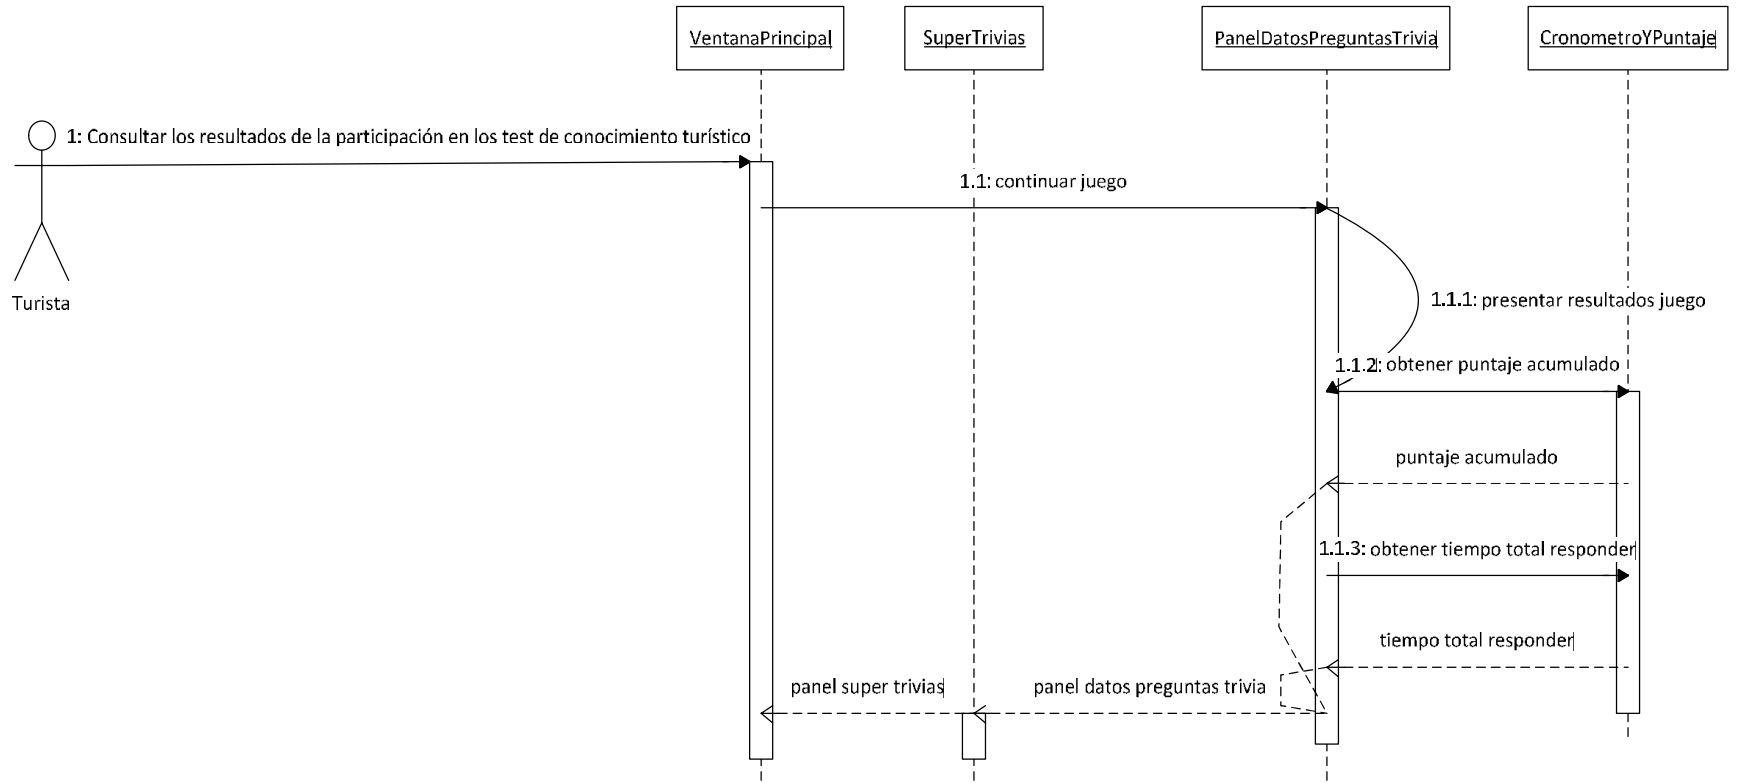 VentanaPrincipal
SuperTrivias
PanelDatosPreguntasTrivia
CronometroYPuntaje
1: Consultar los resultados de la participación en los test de conocimiento turístico
1.1: continuar juego
Turista
1.1.1: presentar resultados juego
1.1.2: obtener puntaje acumulado
puntaje acumulado
1.1.3: obtener tiempo total responder
tiempo total responder
panel super trivias
panel datos preguntas trivia